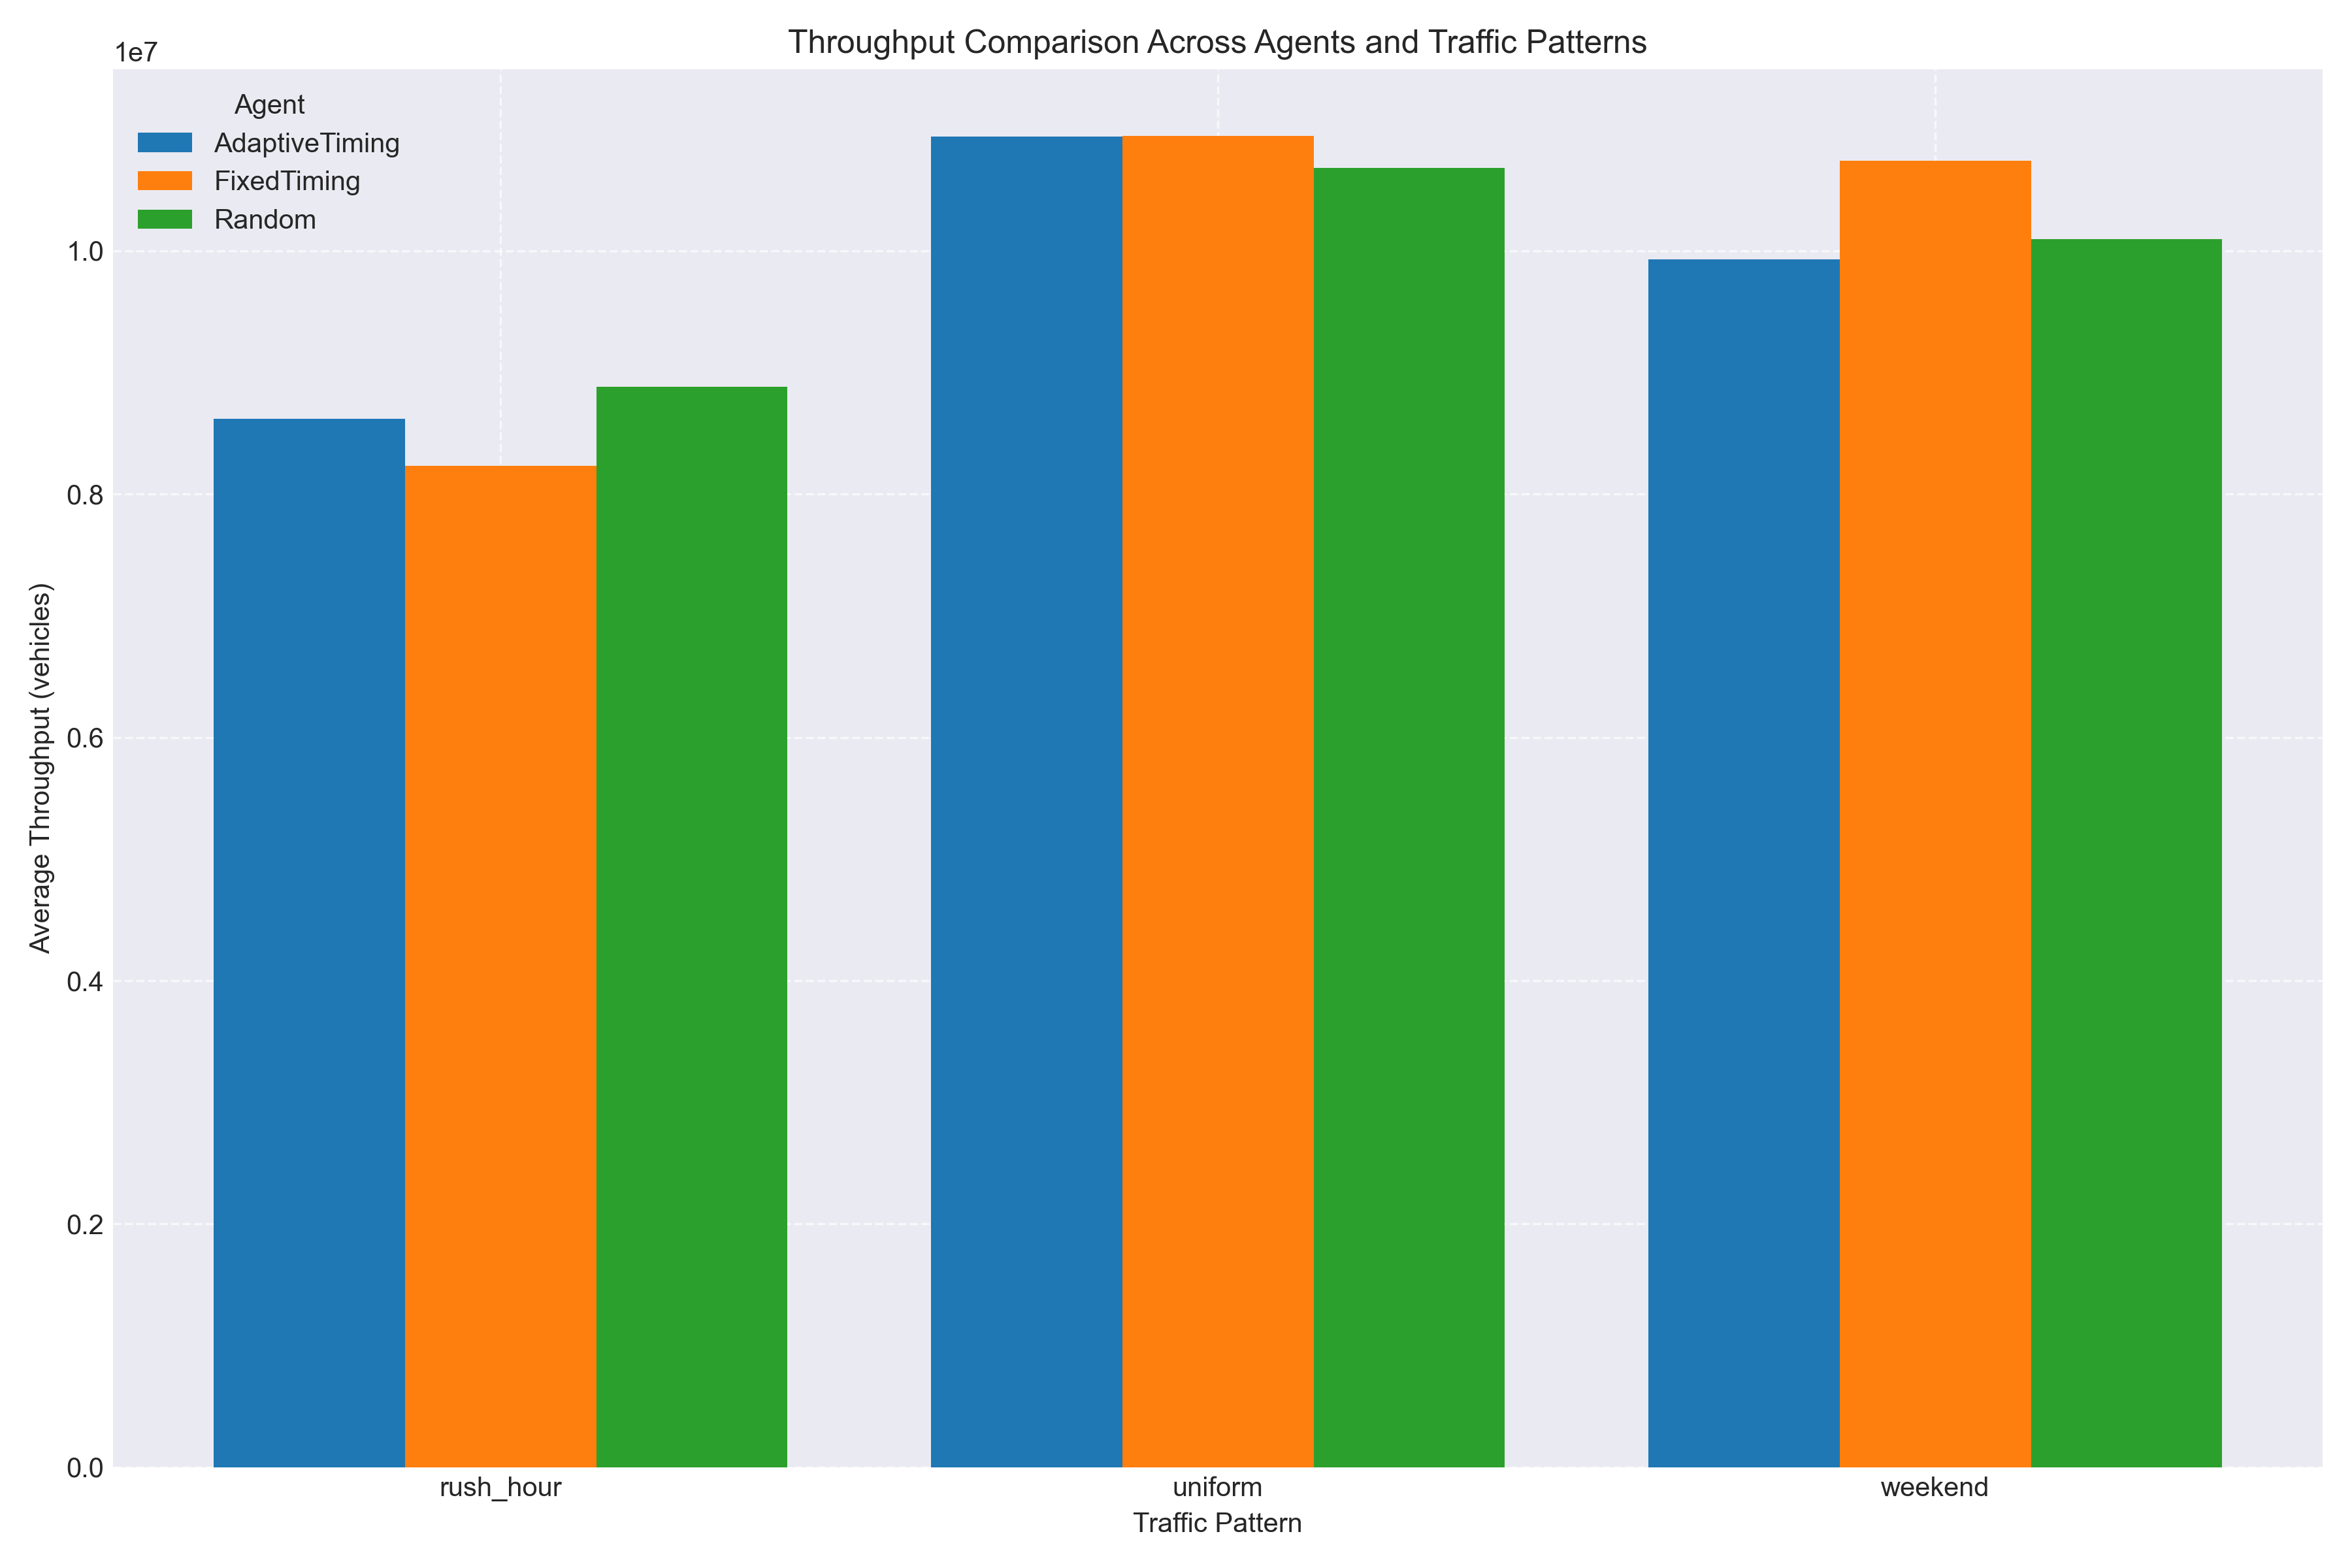 Throughput Comparison Across Agents and Traffic Patterns
1e7
Agent
AdaptiveTiming
FixedTiming
Random
1.0
0.8
0.6
0.4
0.2
0.0
Average Throughput (vehicles)
rush_hour
uniform
weekend
Traffic Pattern